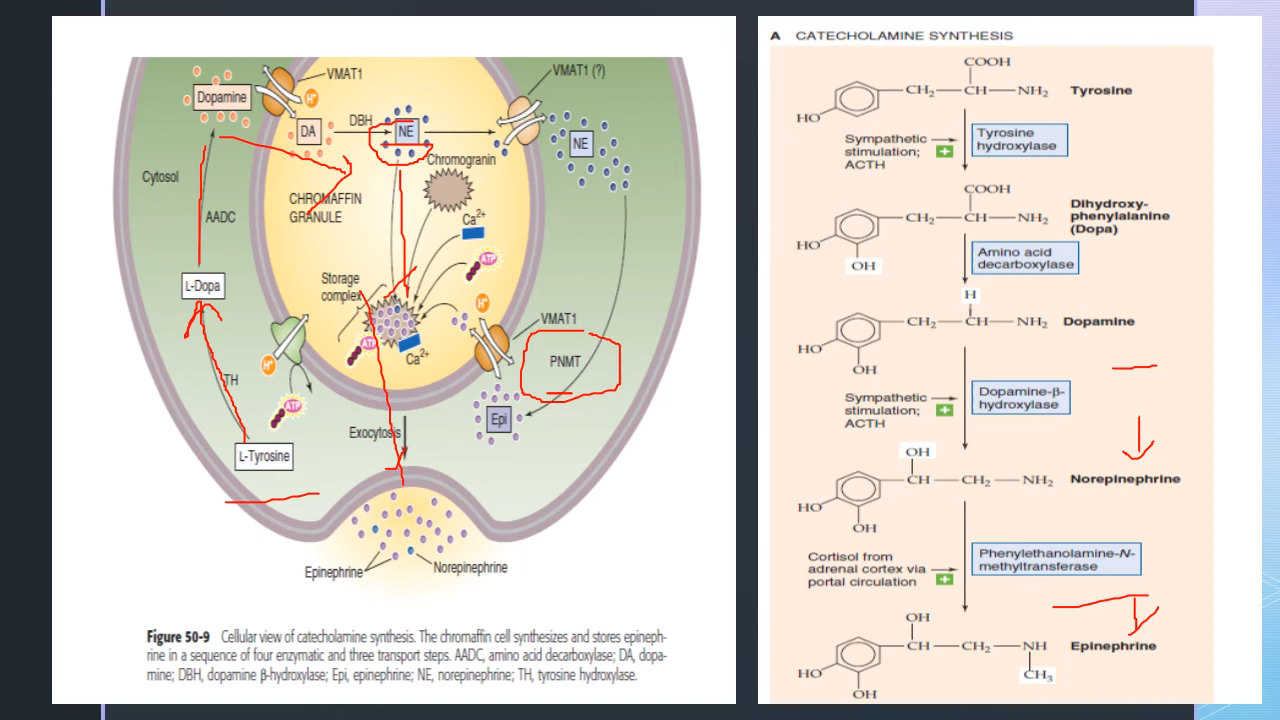 VMAT1
Dopamine
H+
DA
DBH
NE
VMAT1 (?)
NE
Chromogranin
Cytosol
CHROMAFFIN
GRANULE
AADC
Ca2+
ATP
L-Dopa
Storage
complex
H+
VMAT1
ATP
Ca2+
PNMT
H+
TH
ATP
Epi
Exocytosis
L-Tyrosine
Epinephrine
Norepinephrine
Figure 50-9 Cellular view of catecholamine synthesis. The chromaffin cell synthesizes and stores epineph-
rine in a sequence of four enzymatic and three transport steps. AADC, amino acid decarboxylase; DA, dopa-
mine; DBH, dopamine β-hydroxylase; Epi, epinephrine; NE, norepinephrine; TH, tyrosine hydroxylase.
A CATECHOLAMINE SYNTHESIS
COOH
CH2 CH NH2 Tyrosine
HO
Sympathetic
stimulation;
ACTH
+
Tyrosine
hydroxylase
COOH
CH2 CH NH2
Dihydroxy-
phenylalanine
(Dopa)
HO
OH
Amino acid
decarboxylase
H
CH2 CH NH2 Dopamine
HO
OH
Sympathetic
stimulation;
ACTH
+
Dopamine-β-
hydroxylase
OH
CH CH2 NH2 Norepinephrine
HO
OH
Cortisol from
adrenal cortex via
portal circulation
+
Phenylethanolamine-N-
methyltransferase
OH
CH CH2 NH Epinephrine
HO
CH3
OH